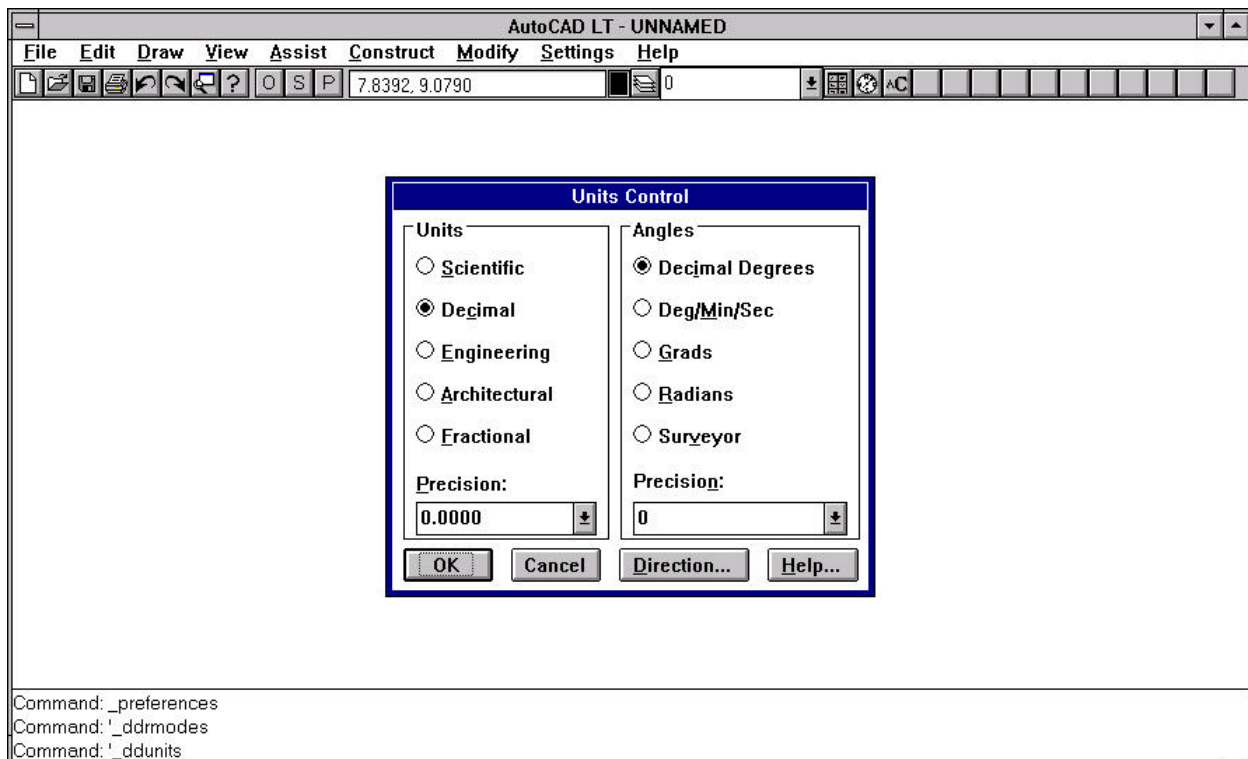 AutoCAD LT - UNNAMED
File Edit Draw View Assist Construct Modify Settings Help
? O S P 7.8392, 9.0790 0 AC
Units Control
Units
Scientific
Decimal
Engineering
Architectural
Fractional
Precision:
0.0000
Angles
Decimal Degrees
Deg/Min/Sec
Grads
Radians
Surveyor
Precision:
0
OK Cancel Direction... Help...
Command: _preferences
Command: '_ddrmodes
Command: '_ddunits